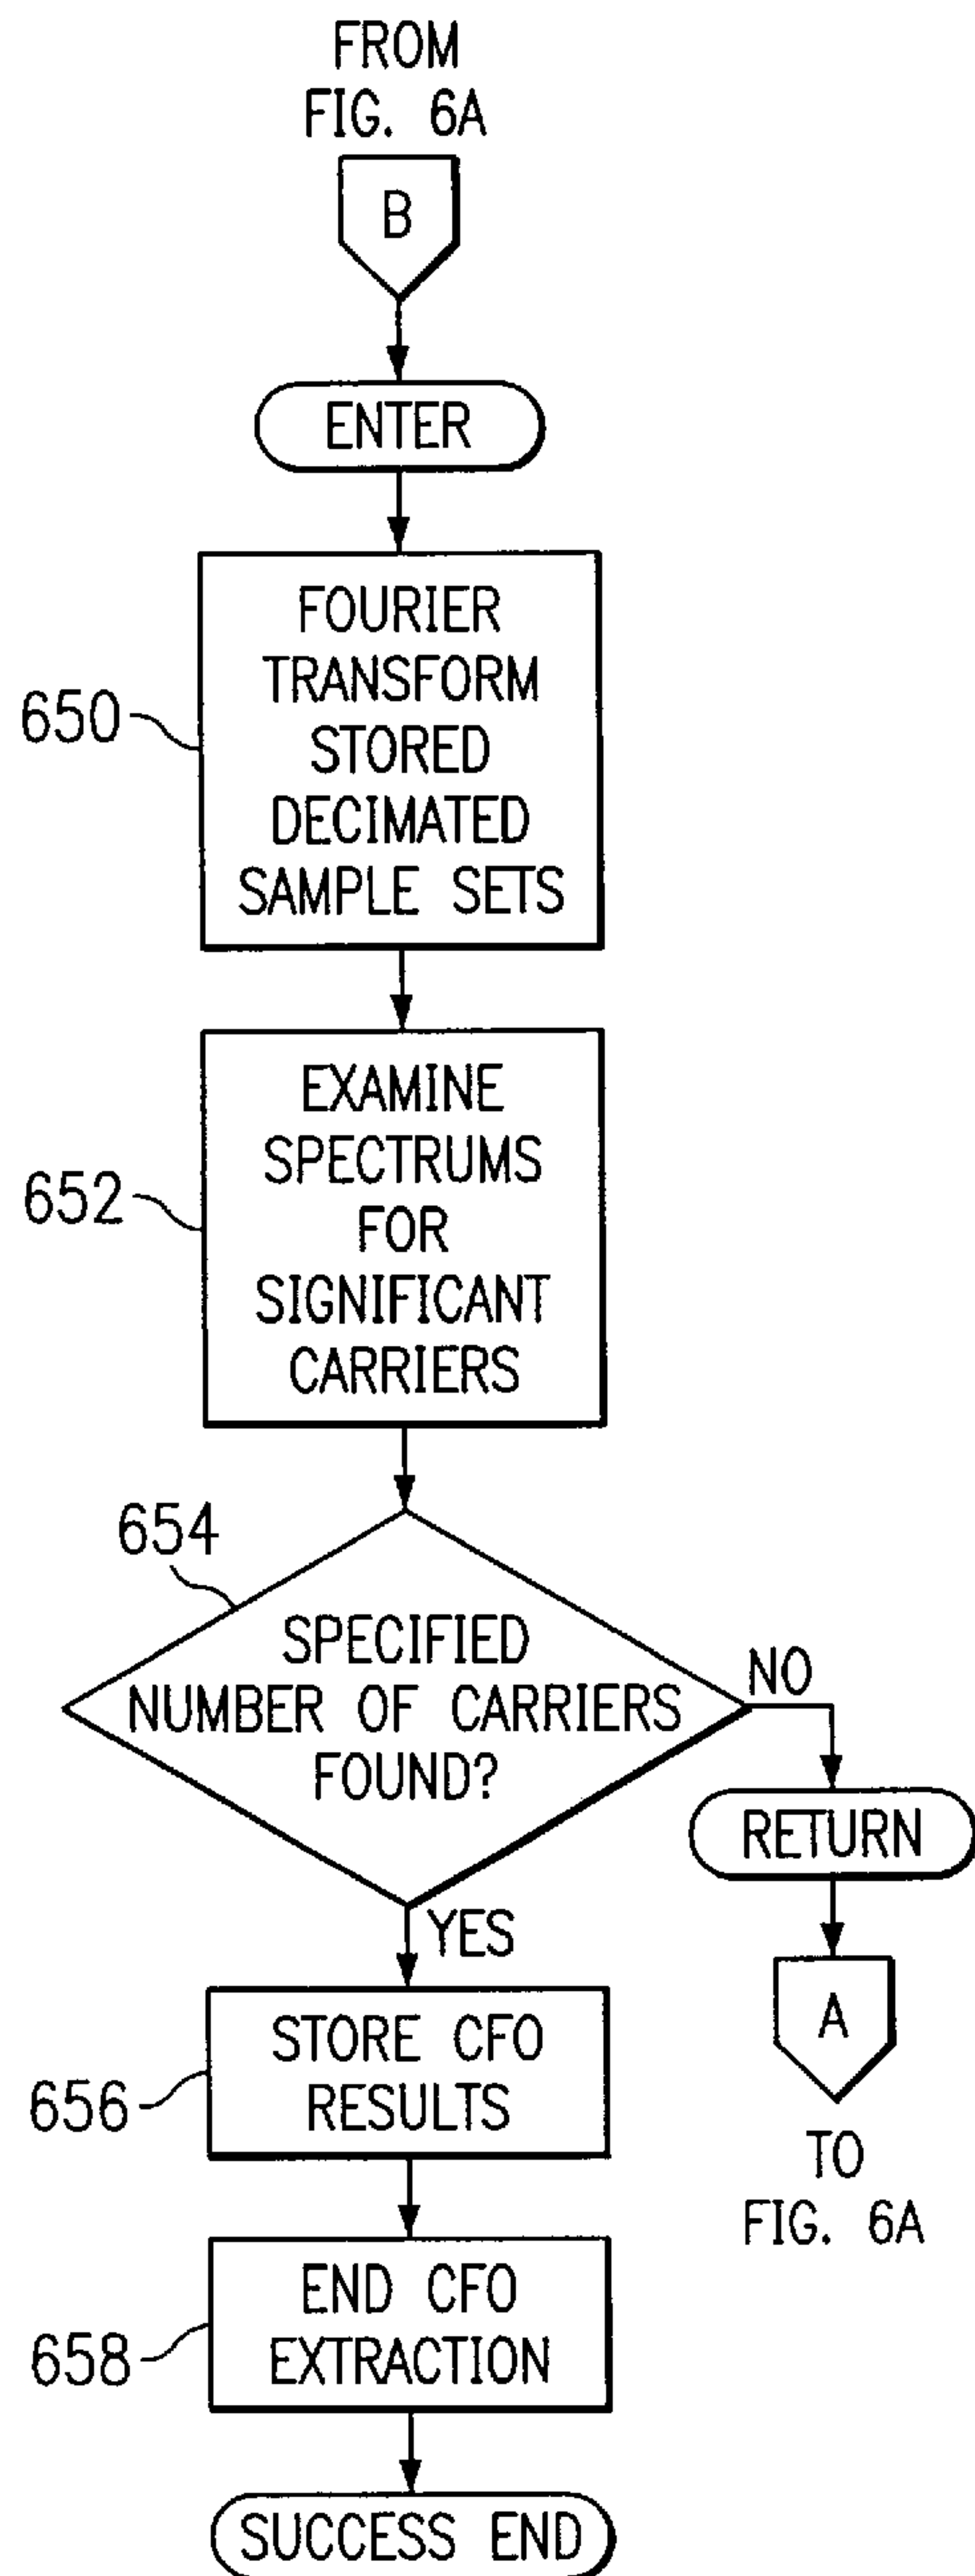 FROM
FIG. 6A
B
ENTER
650
FOURIER
TRANSFORM
STORED
DECIMATED
SAMPLE SETS
652
EXAMINE
SPECTRUMS
FOR
SIGNIFICANT
CARRIERS
654
SPECIFIED
NUMBER OF CARRIERS
FOUND?
NO
RETURN
A
TO
FIG. 6A
YES
656
STORE CFO
RESULTS
658
END CFO
EXTRACTION
SUCCESS END